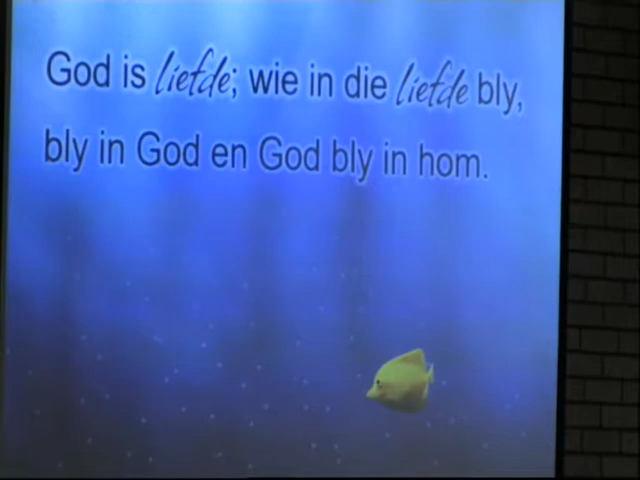 God is liefde; wie in die liefde bly,
bly in God en God bly in hom.